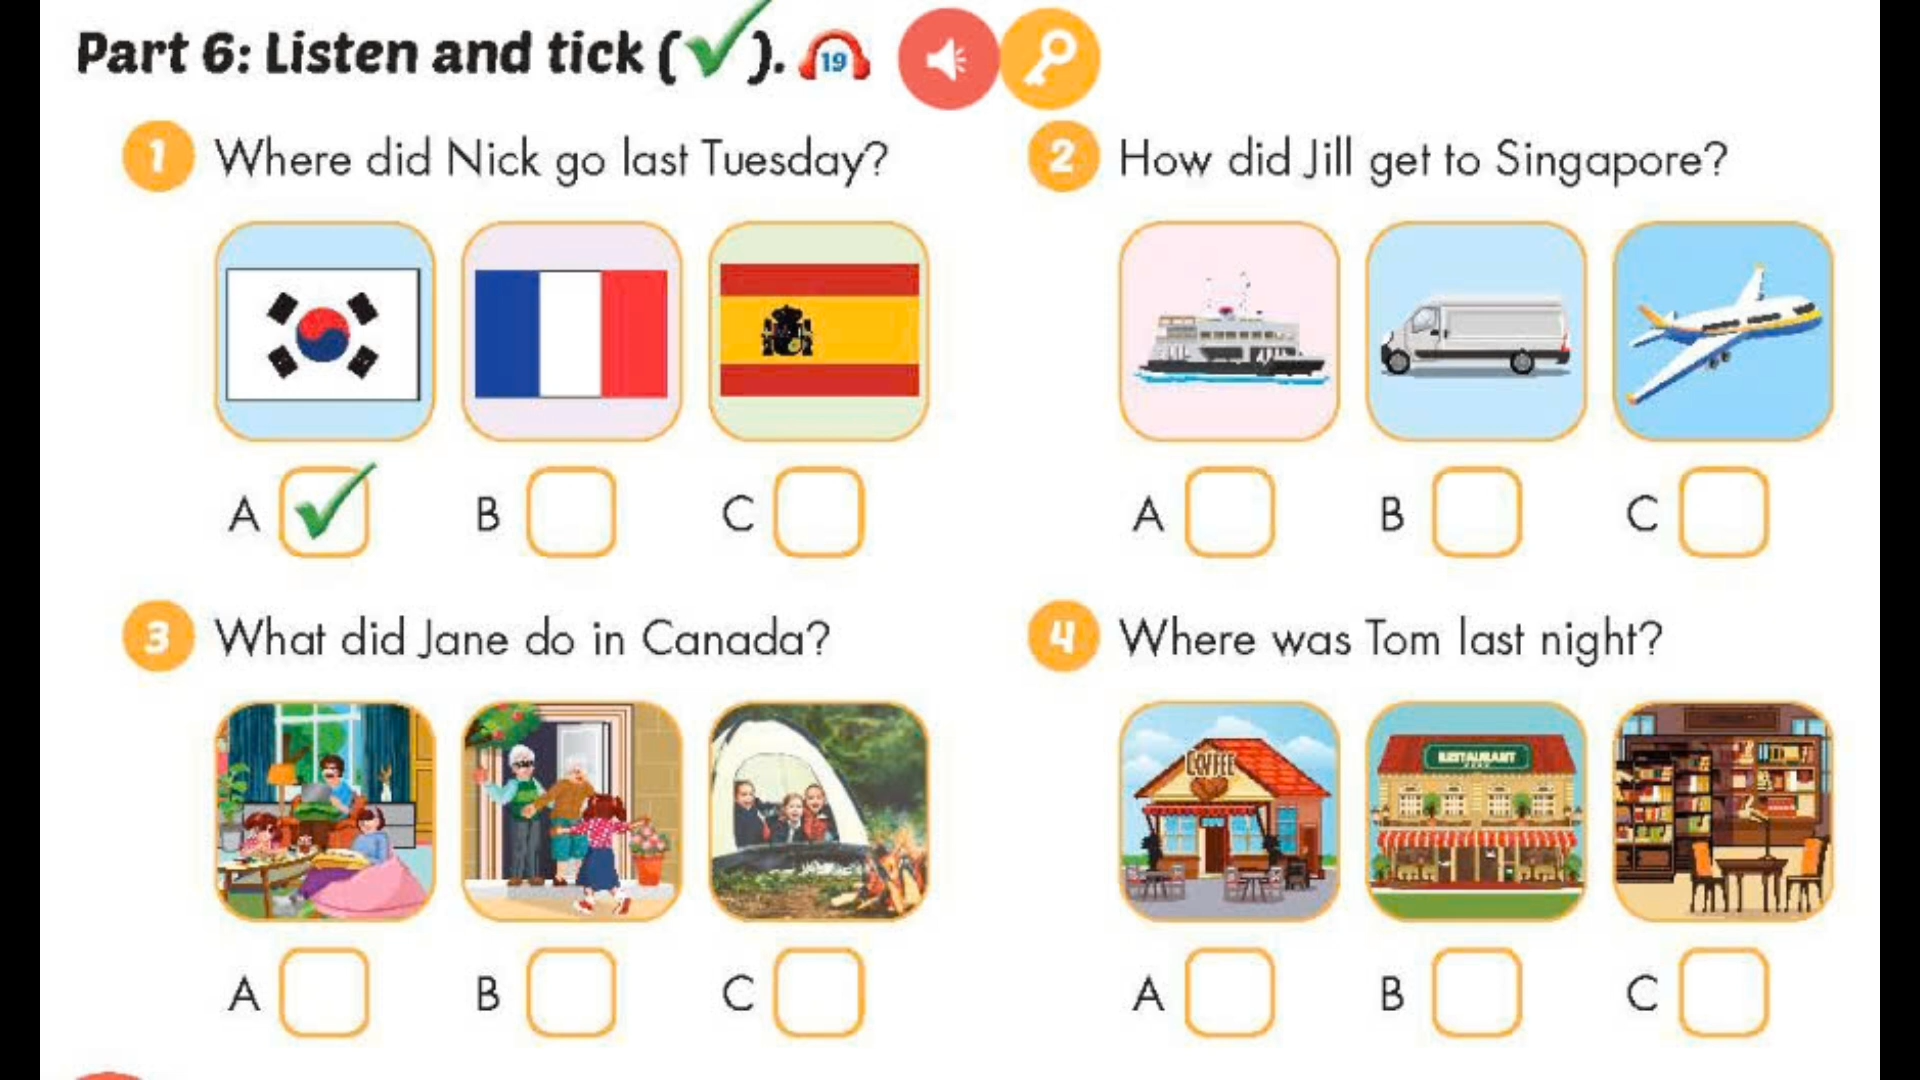 Part 6: Listen and tick (✓). 19
1 Where did Nick go last Tuesday?
A B C
2 How did Jill get to Singapore?
A B C
3 What did Jane do in Canada?
A B C
4 Where was Tom last night?
COFFEE
RESTAURANT
A B C